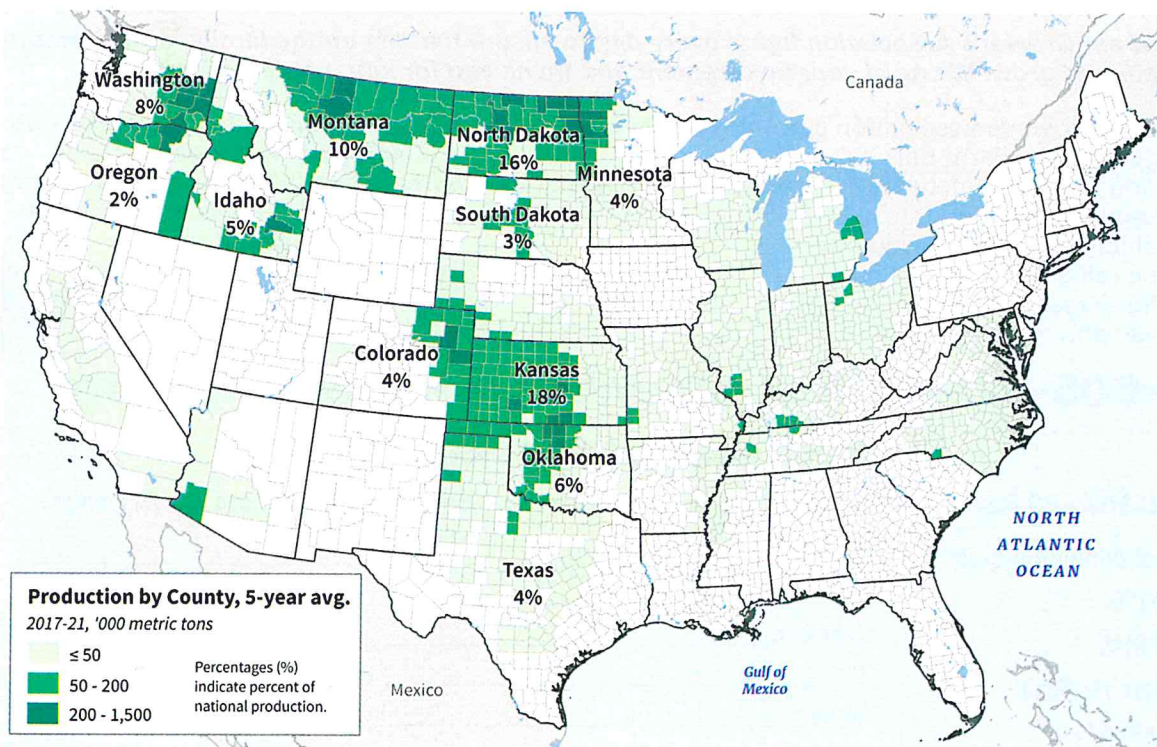 Washington
8%
Montana
10%
North Dakota
16%
Minnesota
4%
Oregon
2%
Idaho
5%
South Dakota
3%
Colorado
4%
Kansas
18%
Oklahoma
6%
Texas
4%
Canada
Mexico
Gulf of
Mexico
NORTH
ATLANTIC
OCEAN
Production by County, 5-year avg.
2017-21, '000 metric tons
≤ 50
50 - 200
200 - 1,500
Percentages (%)
indicate percent of
national production.